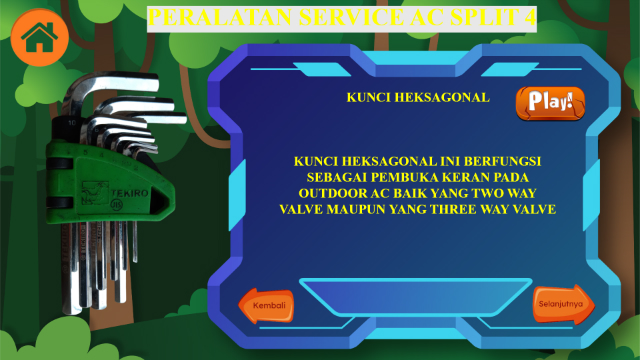 PERALATAN SERVICE AC SPLIT 4
KUNCI HEKSAGONAL
Play!
KUNCI HEKSAGONAL INI BERFUNGSI
SEBAGAI PEMBUKA KERAN PADA
OUTDOOR AC BAIK YANG TWO WAY
VALVE MAUPUN YANG THREE WAY VALVE
TEKIRO
Kembali
Selanjutnya